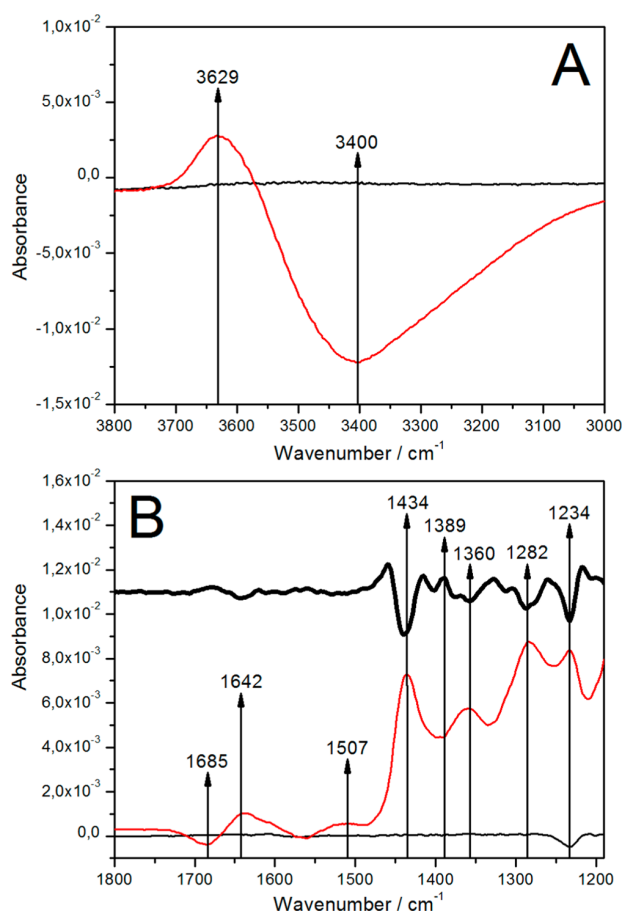 A
1,0x10⁻²
5,0x10⁻³
0,0
-5,0x10⁻³
-1,0x10⁻²
-1,5x10⁻²
Absorbance
3629
3400
3800 3700 3600 3500 3400 3300 3200 3100 3000
Wavenumber / cm⁻¹
B
1,6x10⁻²
1,4x10⁻²
1,2x10⁻²
1,0x10⁻²
8,0x10⁻³
6,0x10⁻³
4,0x10⁻³
2,0x10⁻³
0,0
Absorbance
1434
1389
1360
1282
1234
1642
1685
1507
1800 1700 1600 1500 1400 1300 1200
Wavenumber / cm⁻¹